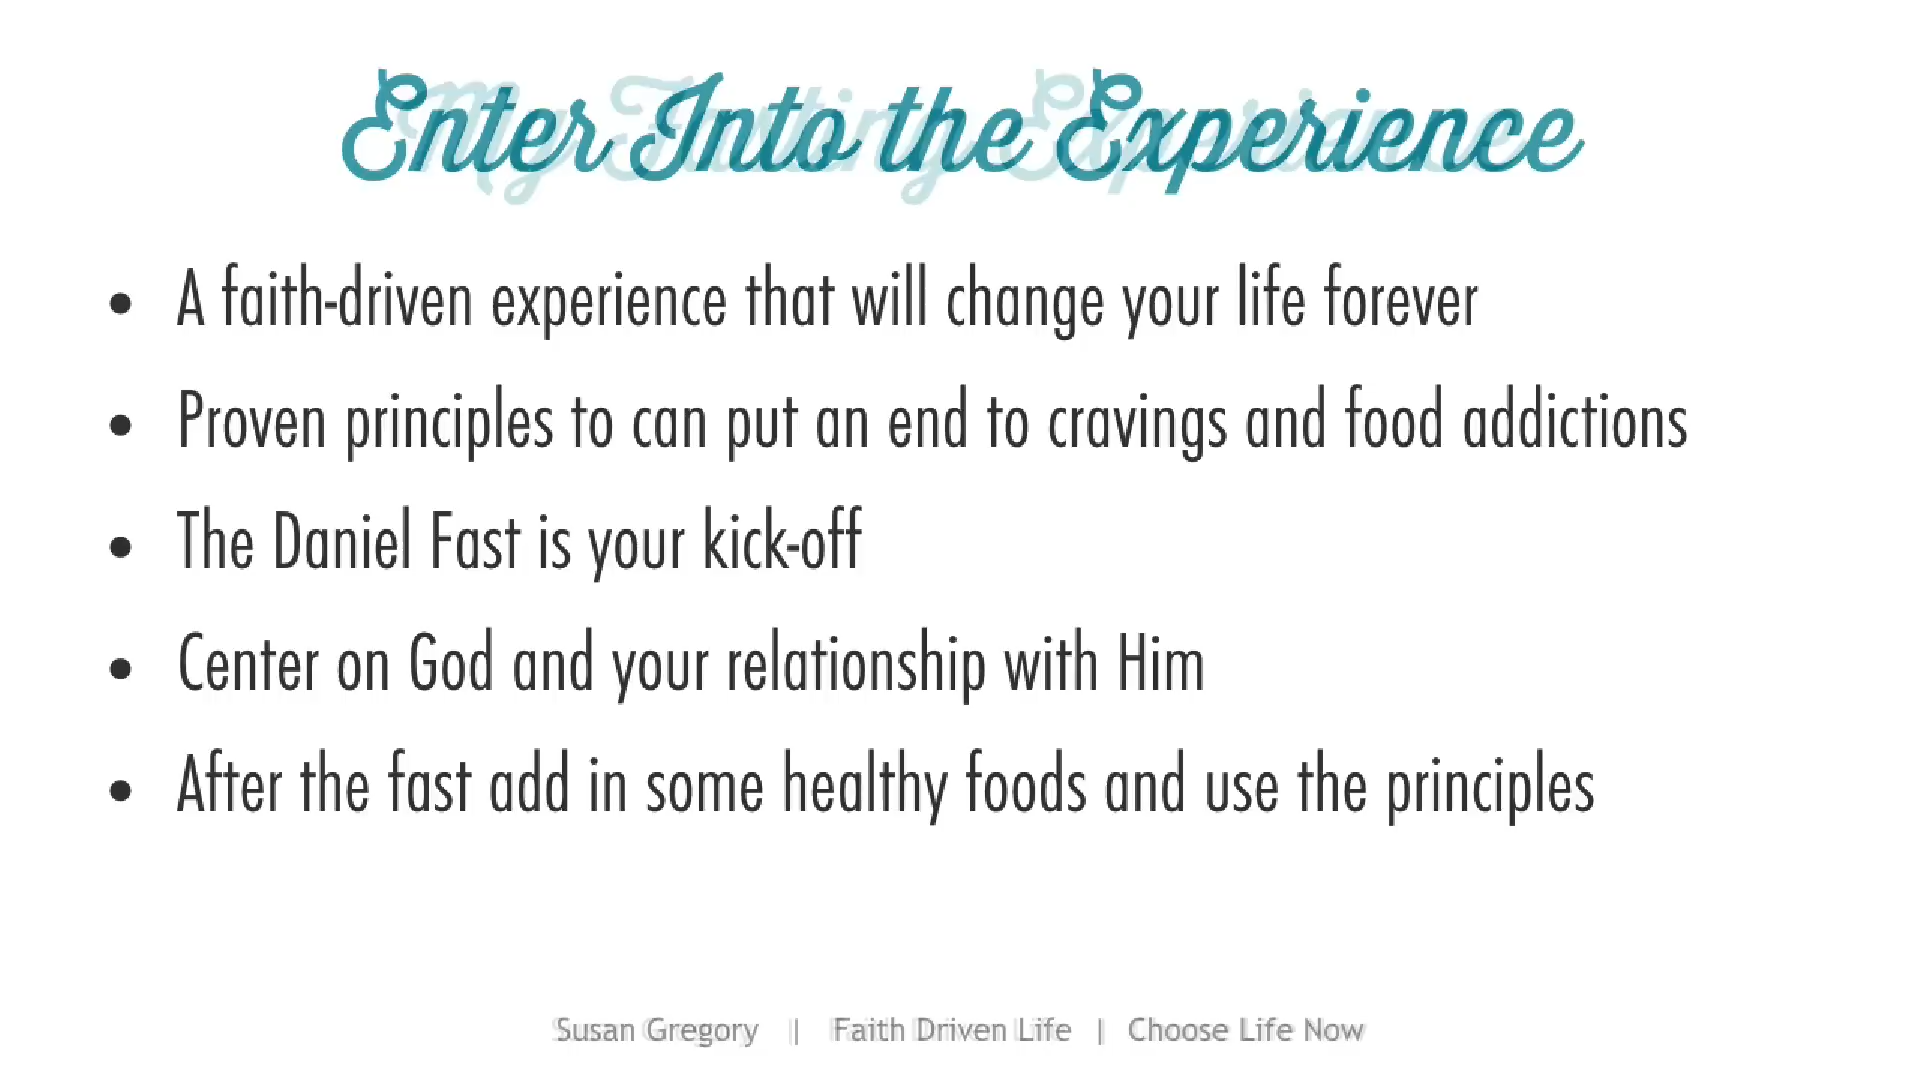 Enter Into the Experience
My Fasting Experience
• A faith-driven experience that will change your life forever
• Proven principles to can put an end to cravings and food addictions
• The Daniel Fast is your kick-off
• Center on God and your relationship with Him
• After the fast add in some healthy foods and use the principles
Susan Gregory | Faith Driven Life | Choose Life Now